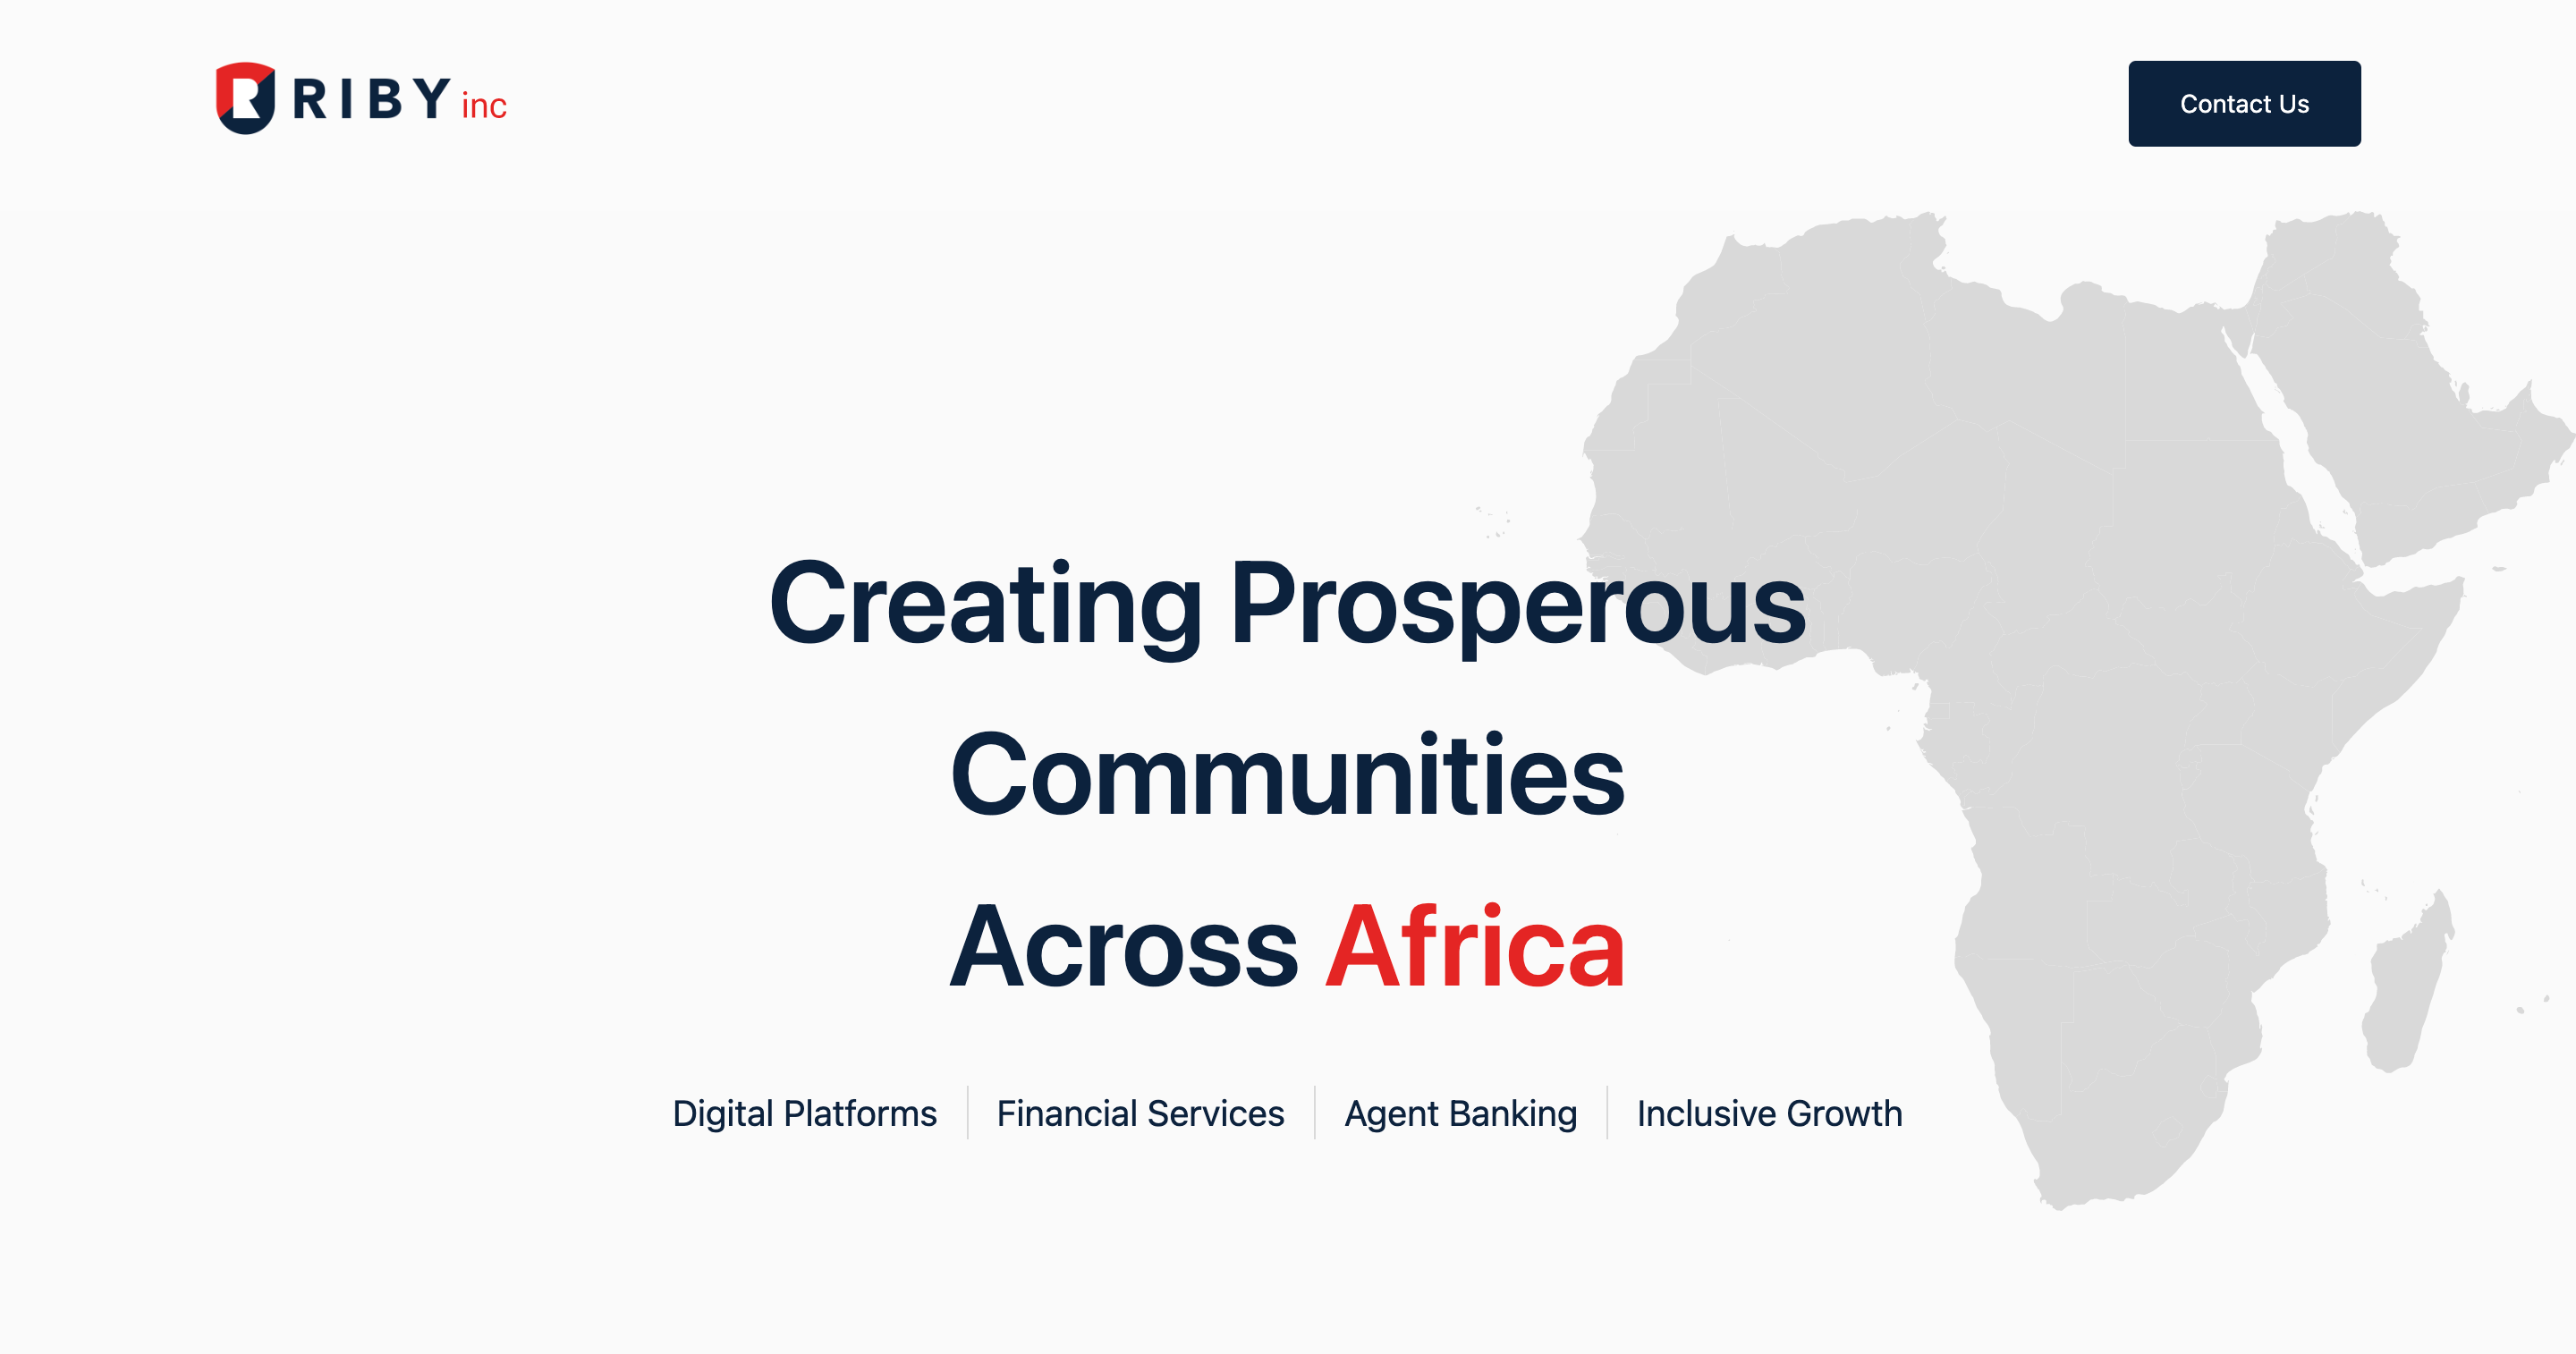 RIBY inc
Contact Us
Creating Prosperous
Communities
Across Africa
Digital Platforms
Financial Services
Agent Banking
Inclusive Growth